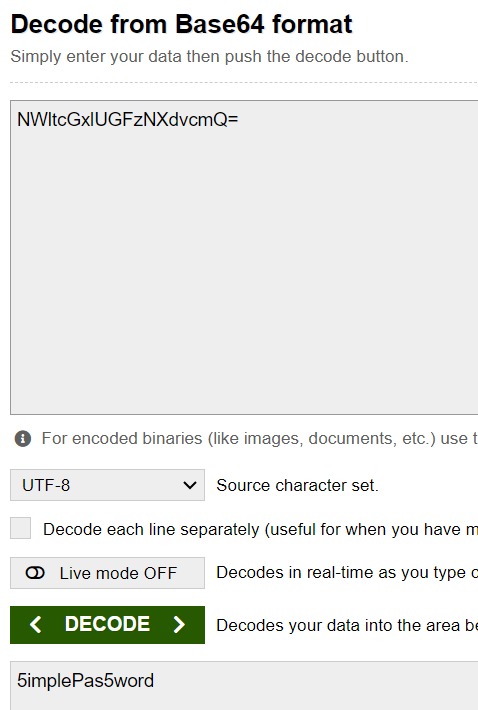 Decode from Base64 format
Simply enter your data then push the decode button.
NWltcGxlUGFzNXdvcmQ=
For encoded binaries (like images, documents, etc.) use t
UTF-8 Source character set.
Decode each line separately (useful for when you have m
Live mode OFF Decodes in real-time as you type o
< DECODE > Decodes your data into the area be
5implePas5word